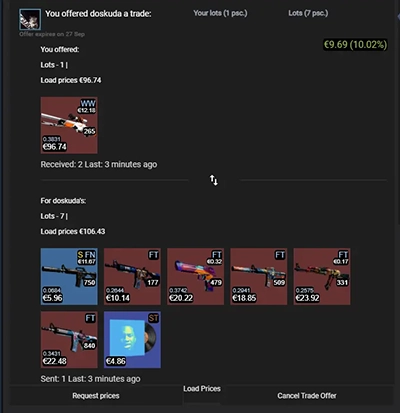 You offered doskuda a trade:
Your lots (1 psc.)
Lots (7 psc.)
Offer expires on 27 Sep
€9.69 (10.02%)
You offered:
Lots - 1 |
Load prices €96.74
WW
€12.18
265
0.3831
€96.74
Received: 2 Last: 3 minutes ago
For doskuda's:
Lots - 7 |
Load prices €106.43
S FN
€11.67
750
0.0684
€5.96
FT
177
0.2644
€10.14
FT
€0.32
479
0.3742
€20.22
FT
509
0.2941
€18.85
FT
€0.17
331
0.2575
€23.92
FT
840
0.3431
€22.48
ST
€4.86
Sent: 1 Last: 3 minutes ago
Request prices
Load Prices
Cancel Trade Offer